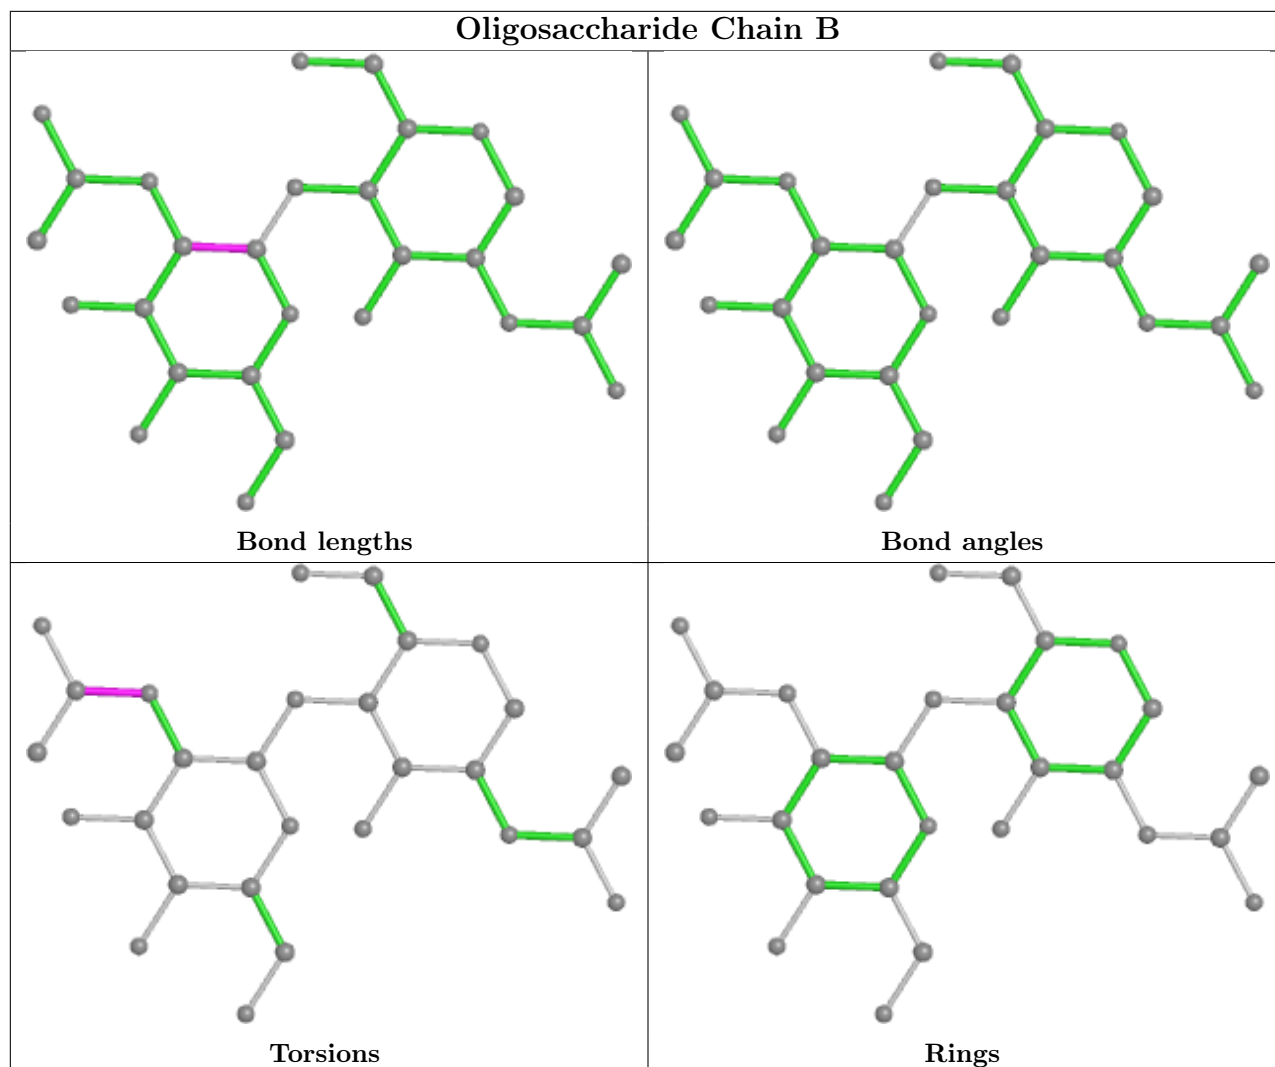 Oligosaccharide Chain B
Bond lengths
Bond angles
Torsions
Rings